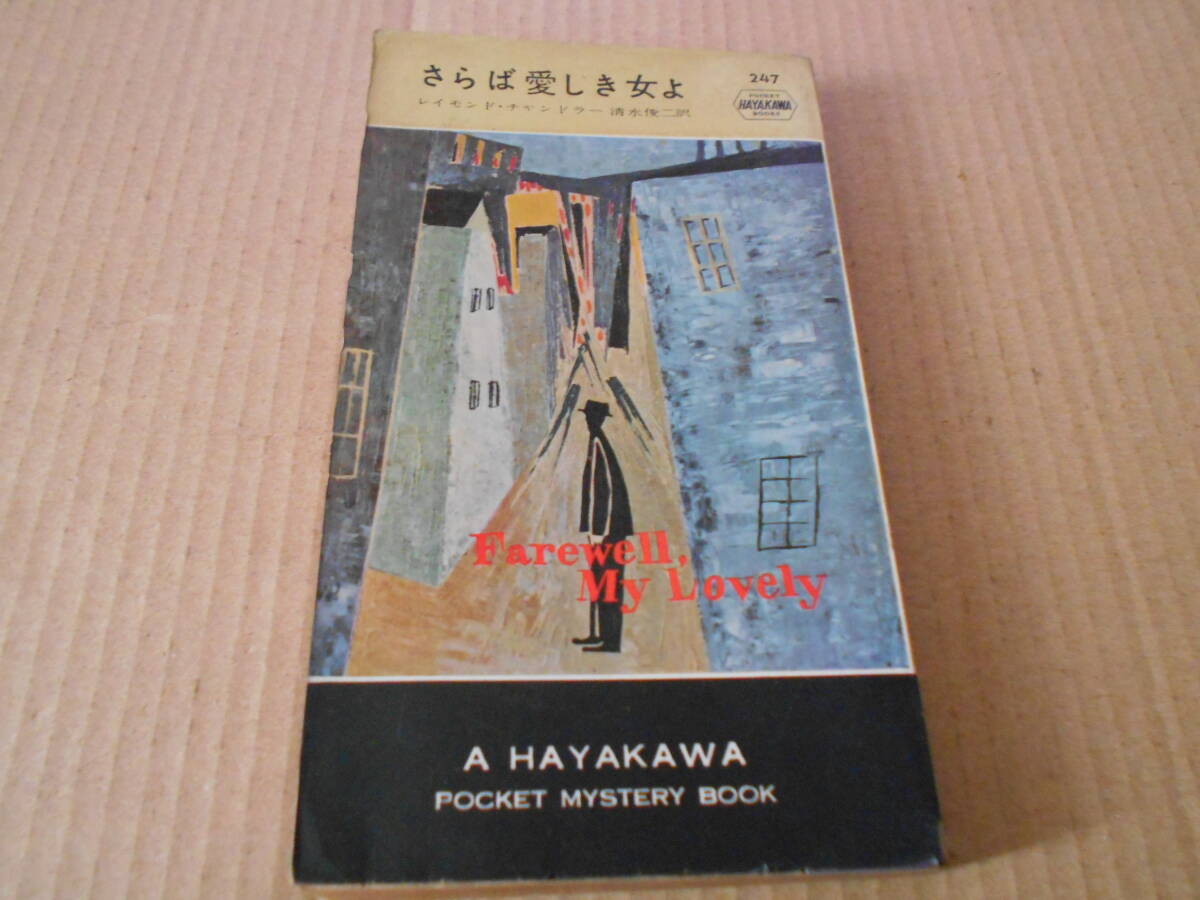 さらば愛しき女よ
レイモンド・チャンドラー 清水俊二訳
247
POCKET
HAYAKAWA
BOOKS
Farewell,
My Lovely
A HAYAKAWA
POCKET MYSTERY BOOK